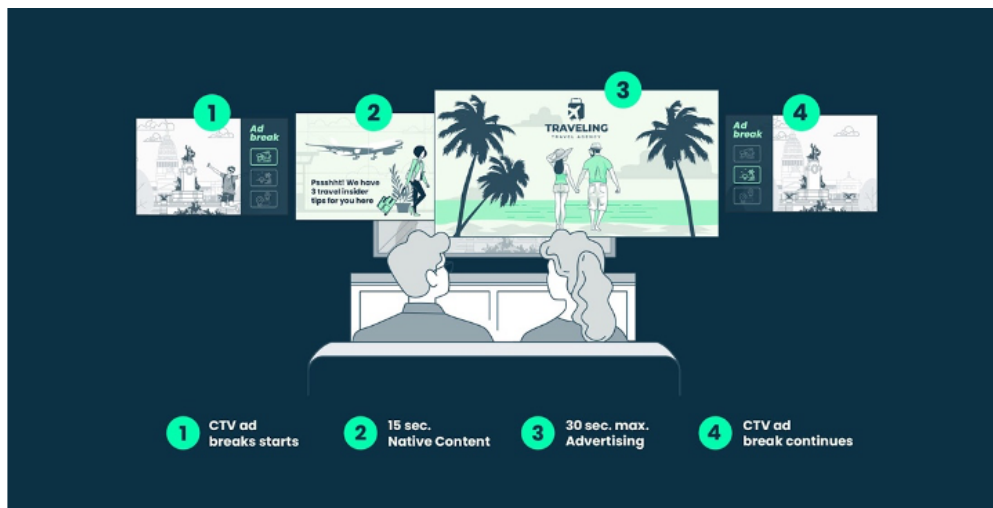 1
2
3
4
Ad
break
Psssht! We have
3 travel insider
tips for you here
TRAVELING
TRAVEL AGENCY
Ad
break
1
CTV ad
breaks starts
2
15 sec.
Native Content
3
30 sec. max.
Advertising
4
CTV ad
break continues